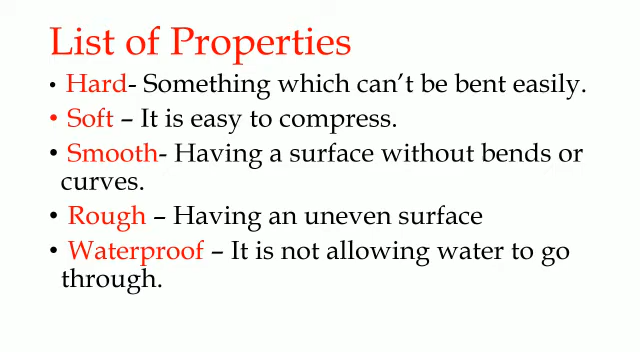 List of Properties
• Hard- Something which can't be bent easily.
• Soft – It is easy to compress.
• Smooth- Having a surface without bends or
curves.
• Rough – Having an uneven surface
• Waterproof – It is not allowing water to go
through.